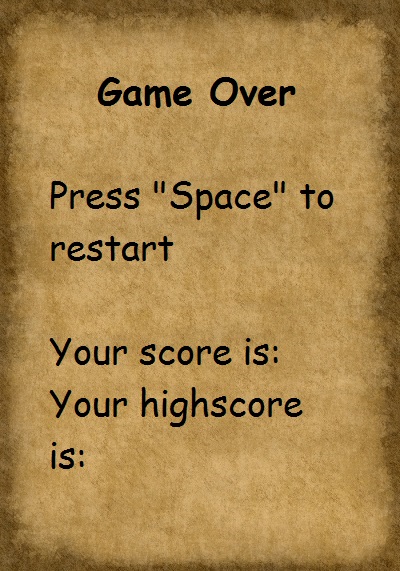 Game Over
Press "Space" to
restart
Your score is:
Your highscore
is: